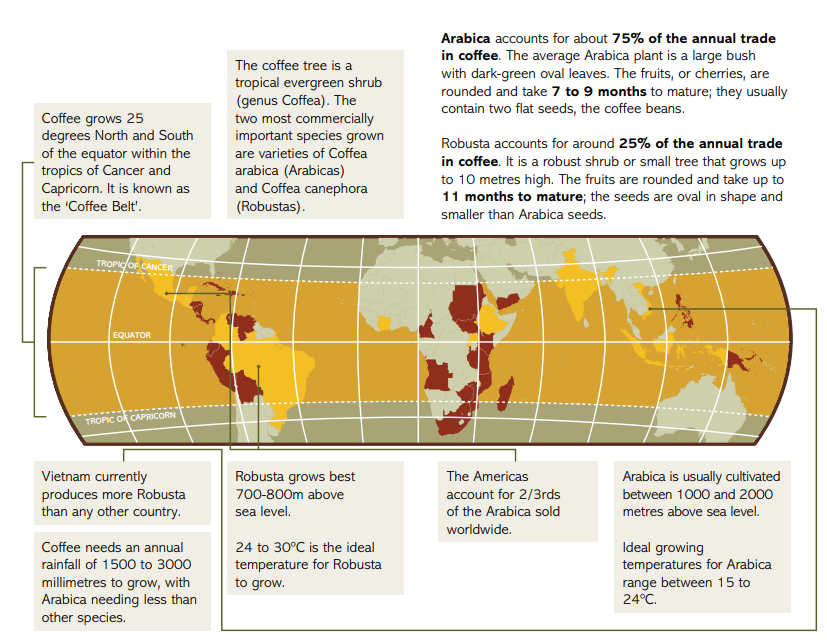 Arabica accounts for about 75% of the annual trade
in coffee. The average Arabica plant is a large bush
with dark-green oval leaves. The fruits, or cherries, are
rounded and take 7 to 9 months to mature; they usually
contain two flat seeds, the coffee beans.
Robusta accounts for around 25% of the annual trade
in coffee. It is a robust shrub or small tree that grows up
to 10 metres high. The fruits are rounded and take up to
11 months to mature; the seeds are oval in shape and
smaller than Arabica seeds.
The coffee tree is a
tropical evergreen shrub
(genus Coffea). The
two most commercially
important species grown
are varieties of Coffea
arabica (Arabicas)
and Coffea canephora
(Robustas).
Coffee grows 25
degrees North and South
of the equator within the
tropics of Cancer and
Capricorn. It is known as
the ‘Coffee Belt’.
TROPIC OF CANCER
EQUATOR
TROPIC OF CAPRICORN
Vietnam currently
produces more Robusta
than any other country.
Coffee needs an annual
rainfall of 1500 to 3000
millimetres to grow, with
Arabica needing less than
other species.
Robusta grows best
700-800m above
sea level.
24 to 30ºC is the ideal
temperature for Robusta
to grow.
The Americas
account for 2/3rds
of the Arabica sold
worldwide.
Arabica is usually cultivated
between 1000 and 2000
metres above sea level.
Ideal growing
temperatures for Arabica
range between 15 to
24ºC.